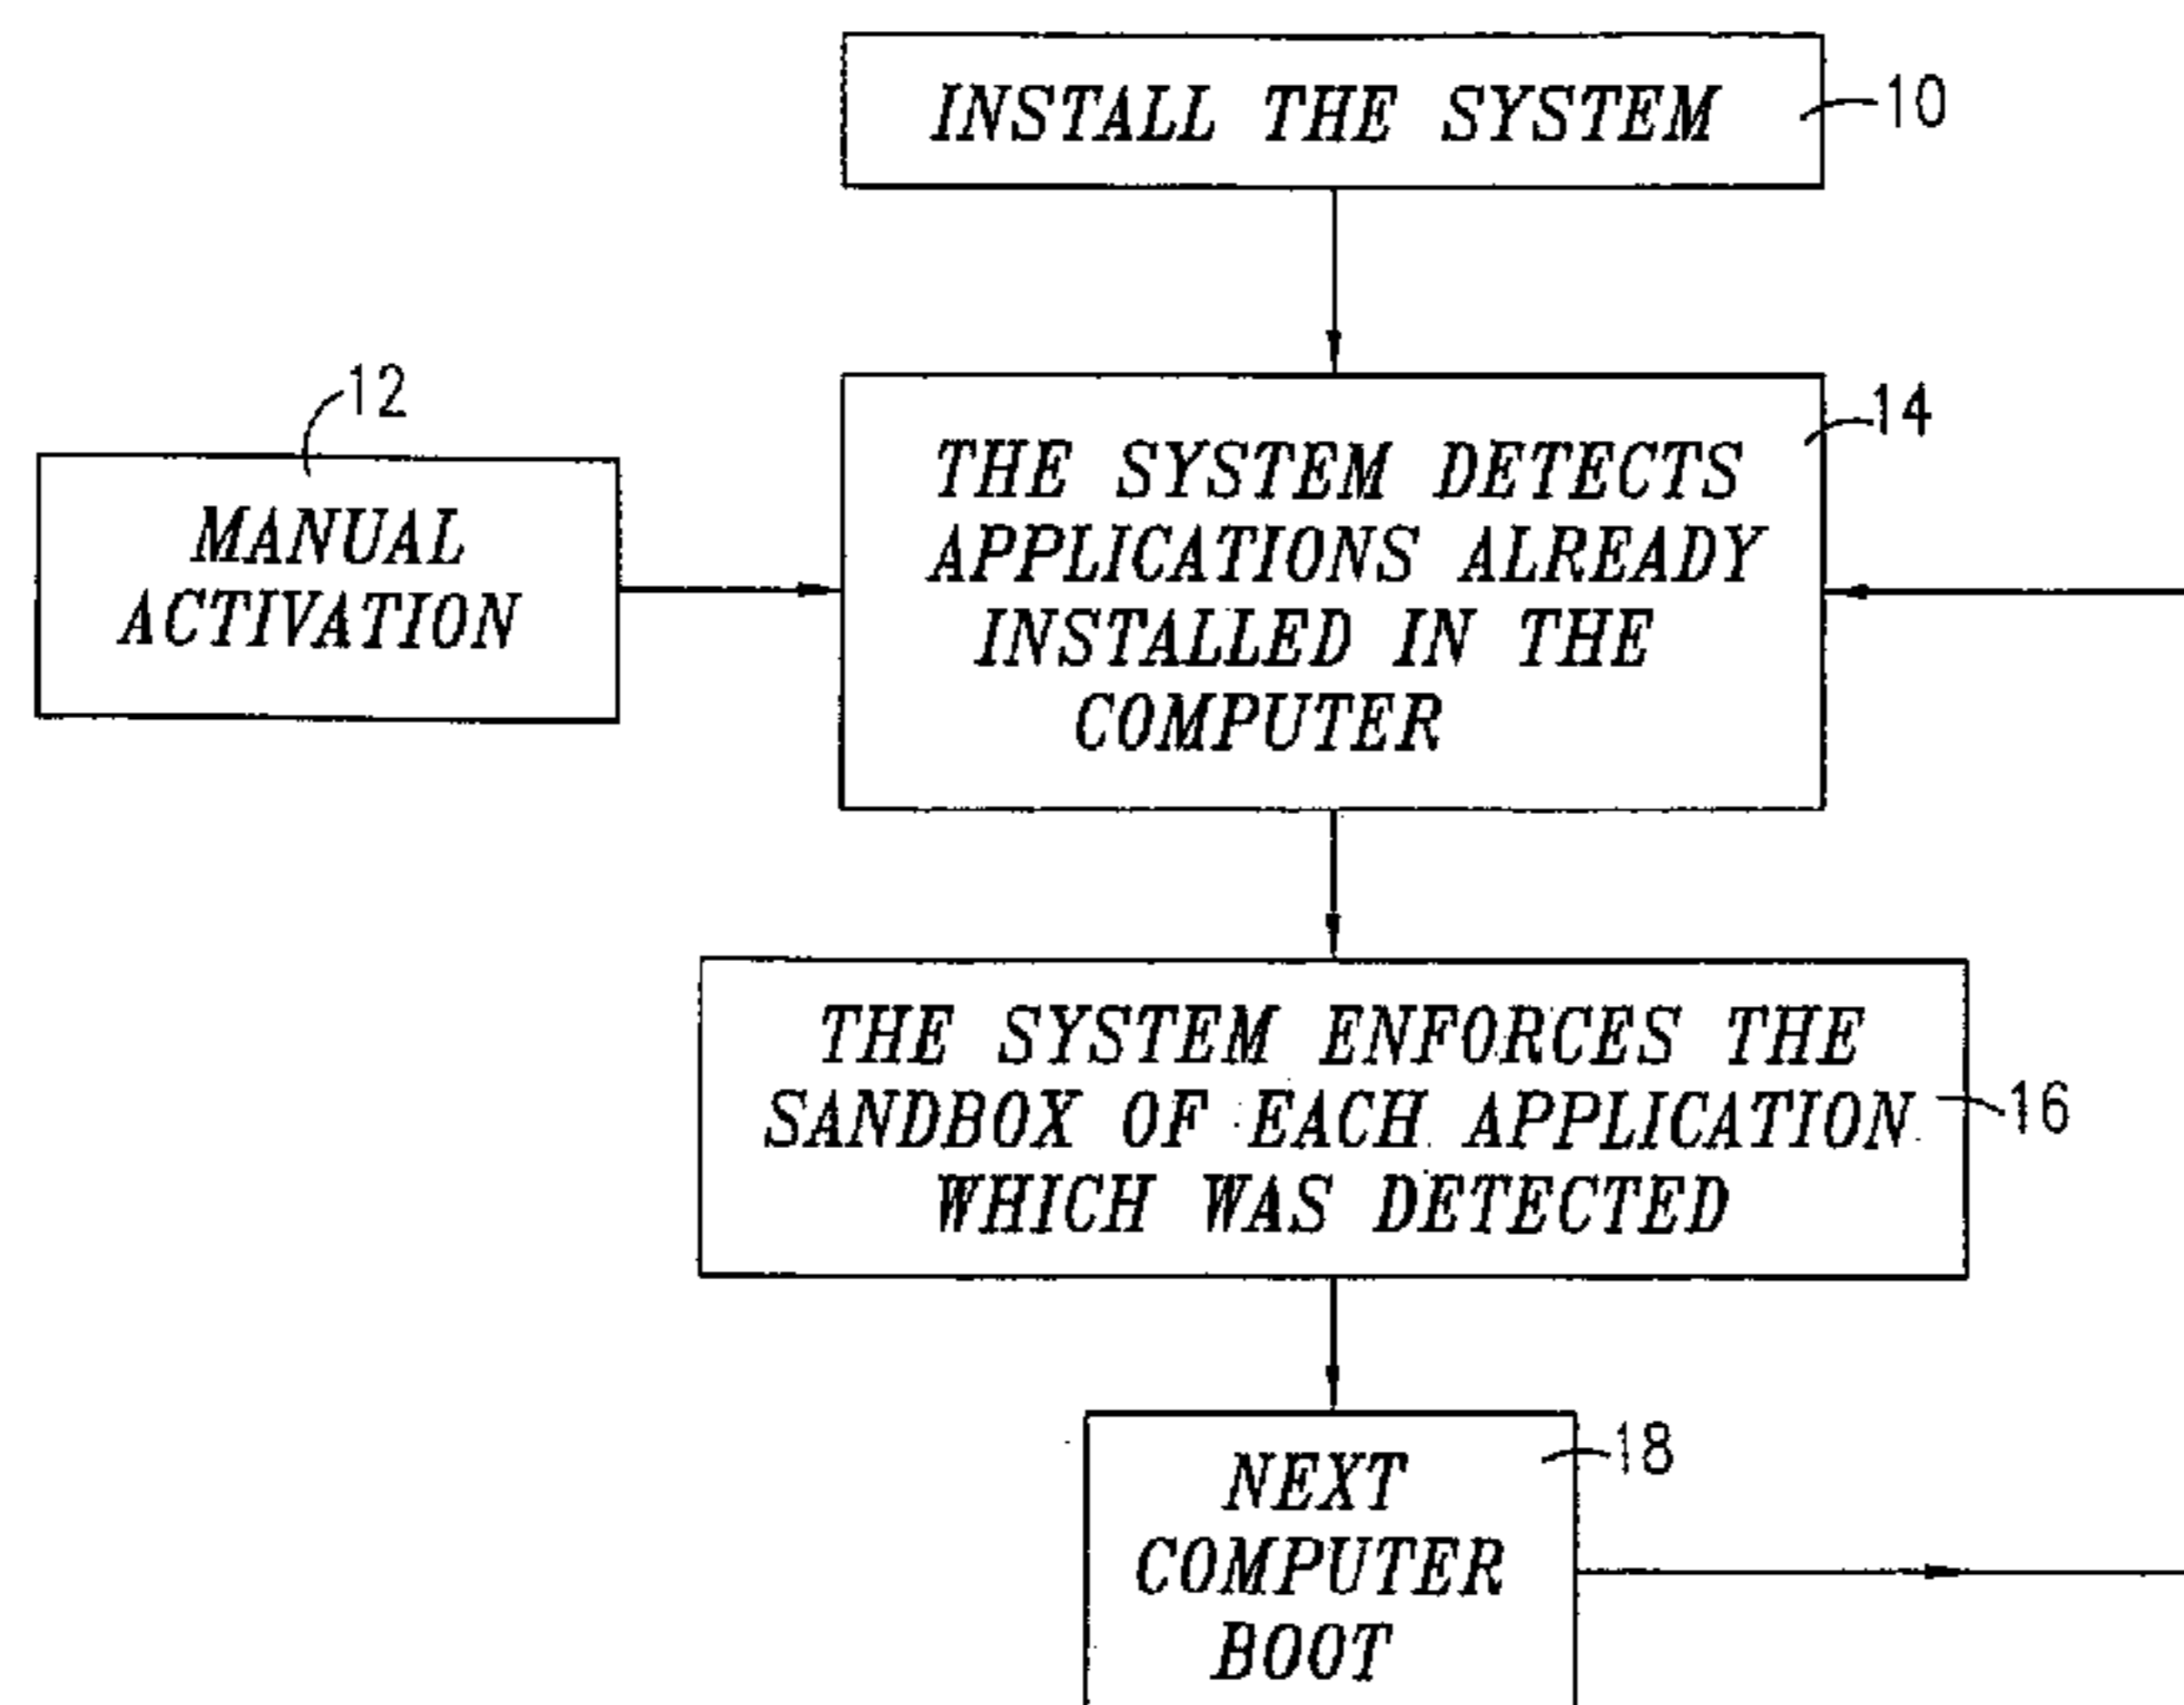 INSTALL THE SYSTEM
10
12
MANUAL
ACTIVATION
14
THE SYSTEM DETECTS
APPLICATIONS ALREADY
INSTALLED IN THE
COMPUTER
THE SYSTEM ENFORCES THE
SANDBOX OF EACH APPLICATION
WHICH WAS DETECTED
16
18
NEXT
COMPUTER
BOOT